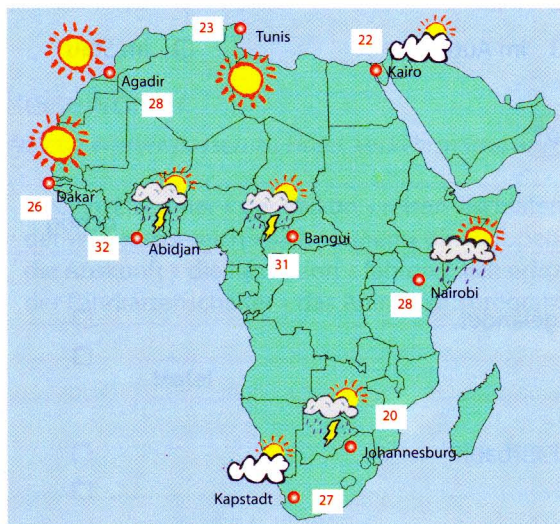 23
Tunis
22
Kairo
Agadir
28
Dakar
26
32
Abidjan
Bangui
31
Nairobi
28
20
Johannesburg
Kapstadt
27